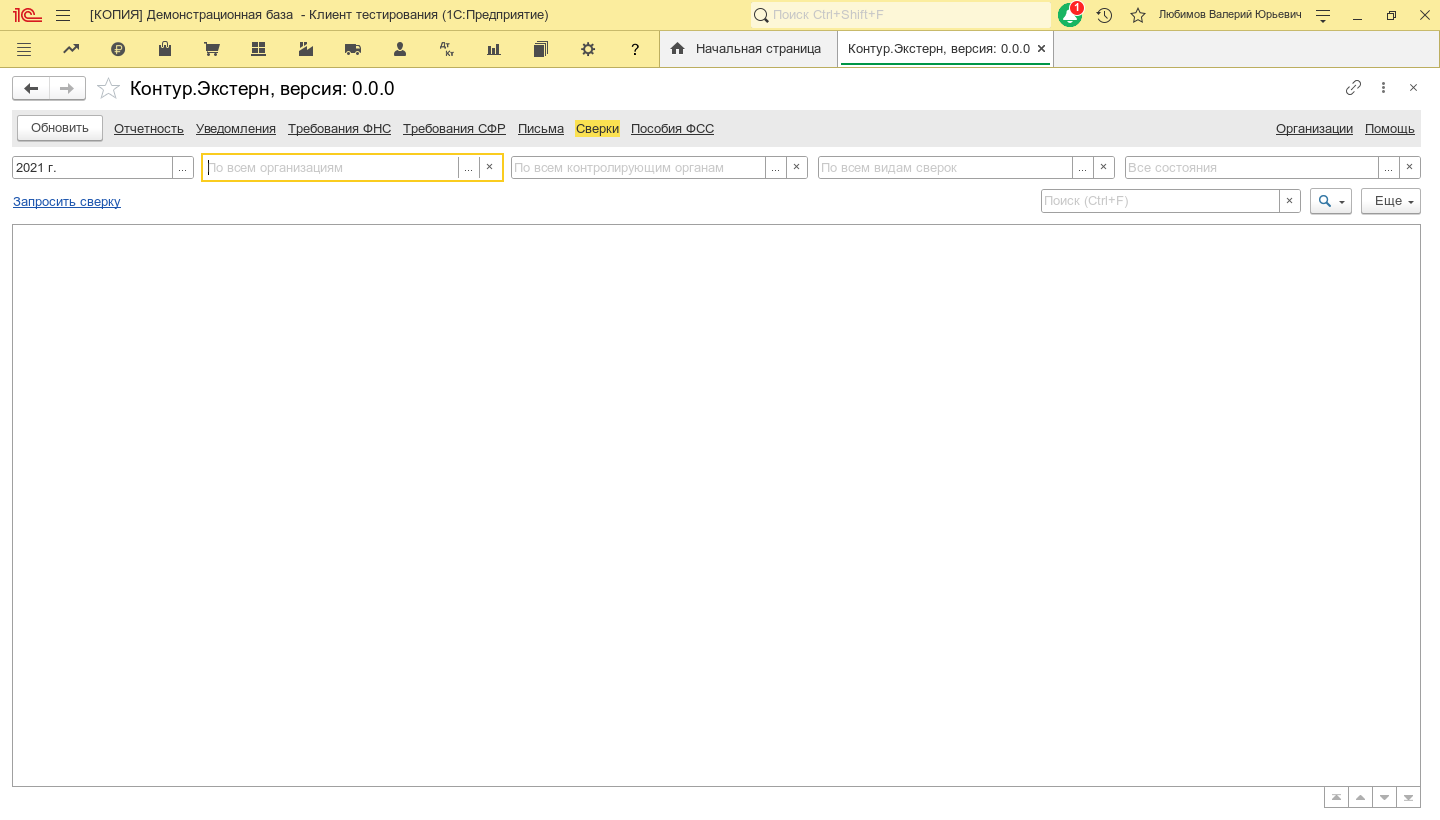 [КОПИЯ] Демонстрационная база - Клиент тестирования (1С:Предприятие)
Поиск Ctrl+Shift+F
1
Любимов Валерий Юрьевич
Дт Кт
?
Начальная страница
Контур.Экстерн, версия: 0.0.0
Контур.Экстерн, версия: 0.0.0
Обновить
Отчетность
Уведомления
Требования ФНС
Требования СФР
Письма
Сверки
Пособия ФСС
Организации
Помощь
2021 г.
...
По всем организациям
...
По всем контролирующим органам
...
По всем видам сверок
...
Все состояния
...
Запросить сверку
Поиск (Ctrl+F)
Еще